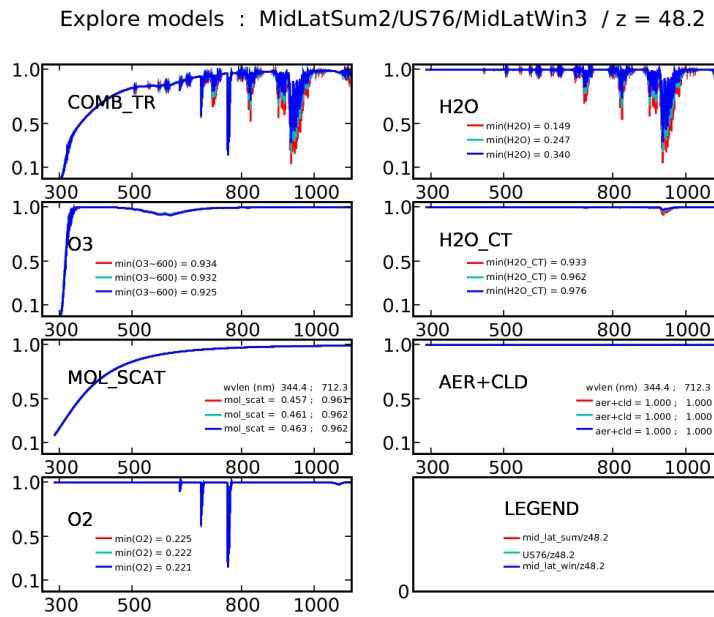 Explore models : MidLatSum2/US76/MidLatWin3 / z = 48.2
1.0
0.5
0.1
COMB_TR
300 500 800 1000
1.0
0.5
0.1
H2O
min(H2O) = 0.149
min(H2O) = 0.247
min(H2O) = 0.340
300 500 800 1000
1.0
0.5
0.1
O3
min(O3~600) = 0.934
min(O3~600) = 0.932
min(O3~600) = 0.925
300 500 800 1000
1.0
0.5
0.1
H2O_CT
min(H2O_CT) = 0.933
min(H2O_CT) = 0.962
min(H2O_CT) = 0.976
300 500 800 1000
1.0
0.5
0.1
MOL_SCAT
wvlen (nm) 344.4 ; 712.3
mol_scat = 0.457 ; 0.961
mol_scat = 0.461 ; 0.962
mol_scat = 0.463 ; 0.962
300 500 800 1000
1.0
0.5
0.1
AER+CLD
wvlen (nm) 344.4 ; 712.3
aer+cld = 1.000 ; 1.000
aer+cld = 1.000 ; 1.000
aer+cld = 1.000 ; 1.000
300 500 800 1000
1.0
0.5
0.1
O2
min(O2) = 0.225
min(O2) = 0.222
min(O2) = 0.221
300 500 800 1000
LEGEND
mid_lat_sum/z48.2
US76/z48.2
mid_lat_win/z48.2
0